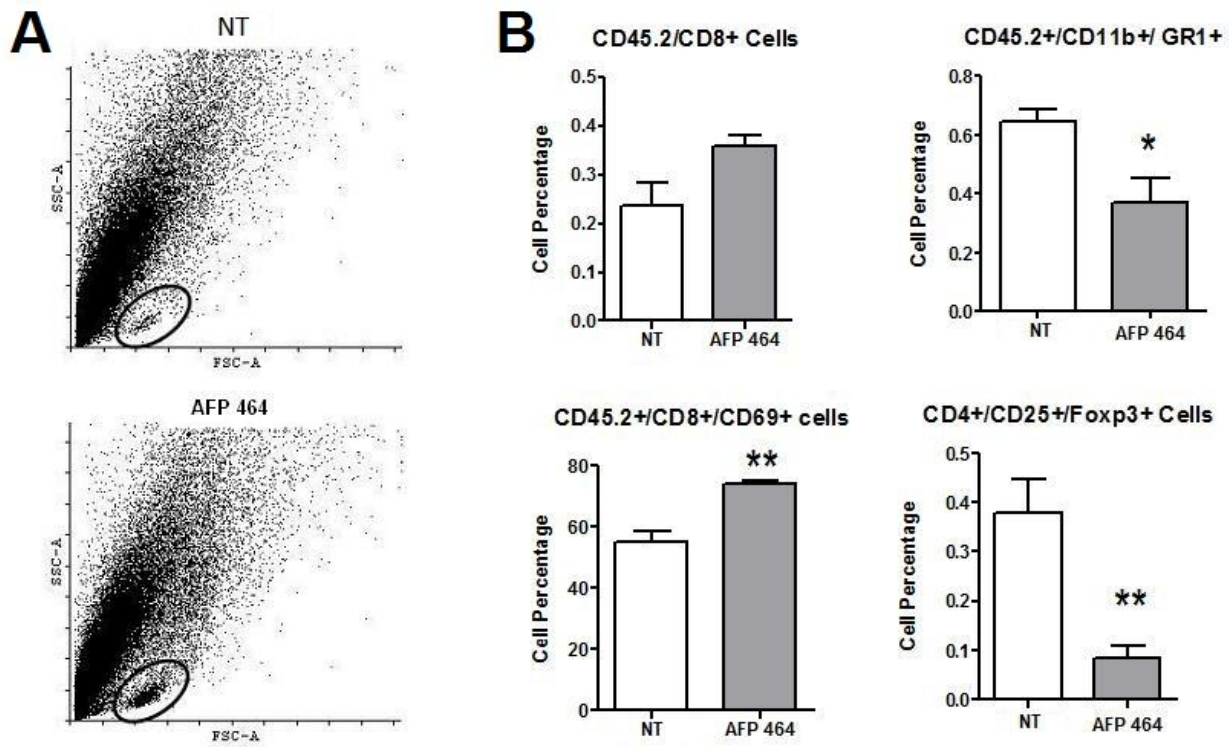 A
NT
SSC-A
FSC-A
AFP 464
SSC-A
FSC-A
B
CD45.2/CD8+ Cells
Cell Percentage
0.5
0.4
0.3
0.2
0.1
0.0
NT AFP 464
CD45.2+/CD11b+/ GR1+
Cell Percentage
0.8
0.6
0.4
0.2
0.0
*
NT AFP 464
CD45.2+/CD8+/CD69+ cells
Cell Percentage
80
60
40
20
0
**
NT AFP 464
CD4+/CD25+/Foxp3+ Cells
Cell Percentage
0.5
0.4
0.3
0.2
0.1
0.0
**
NT AFP 464